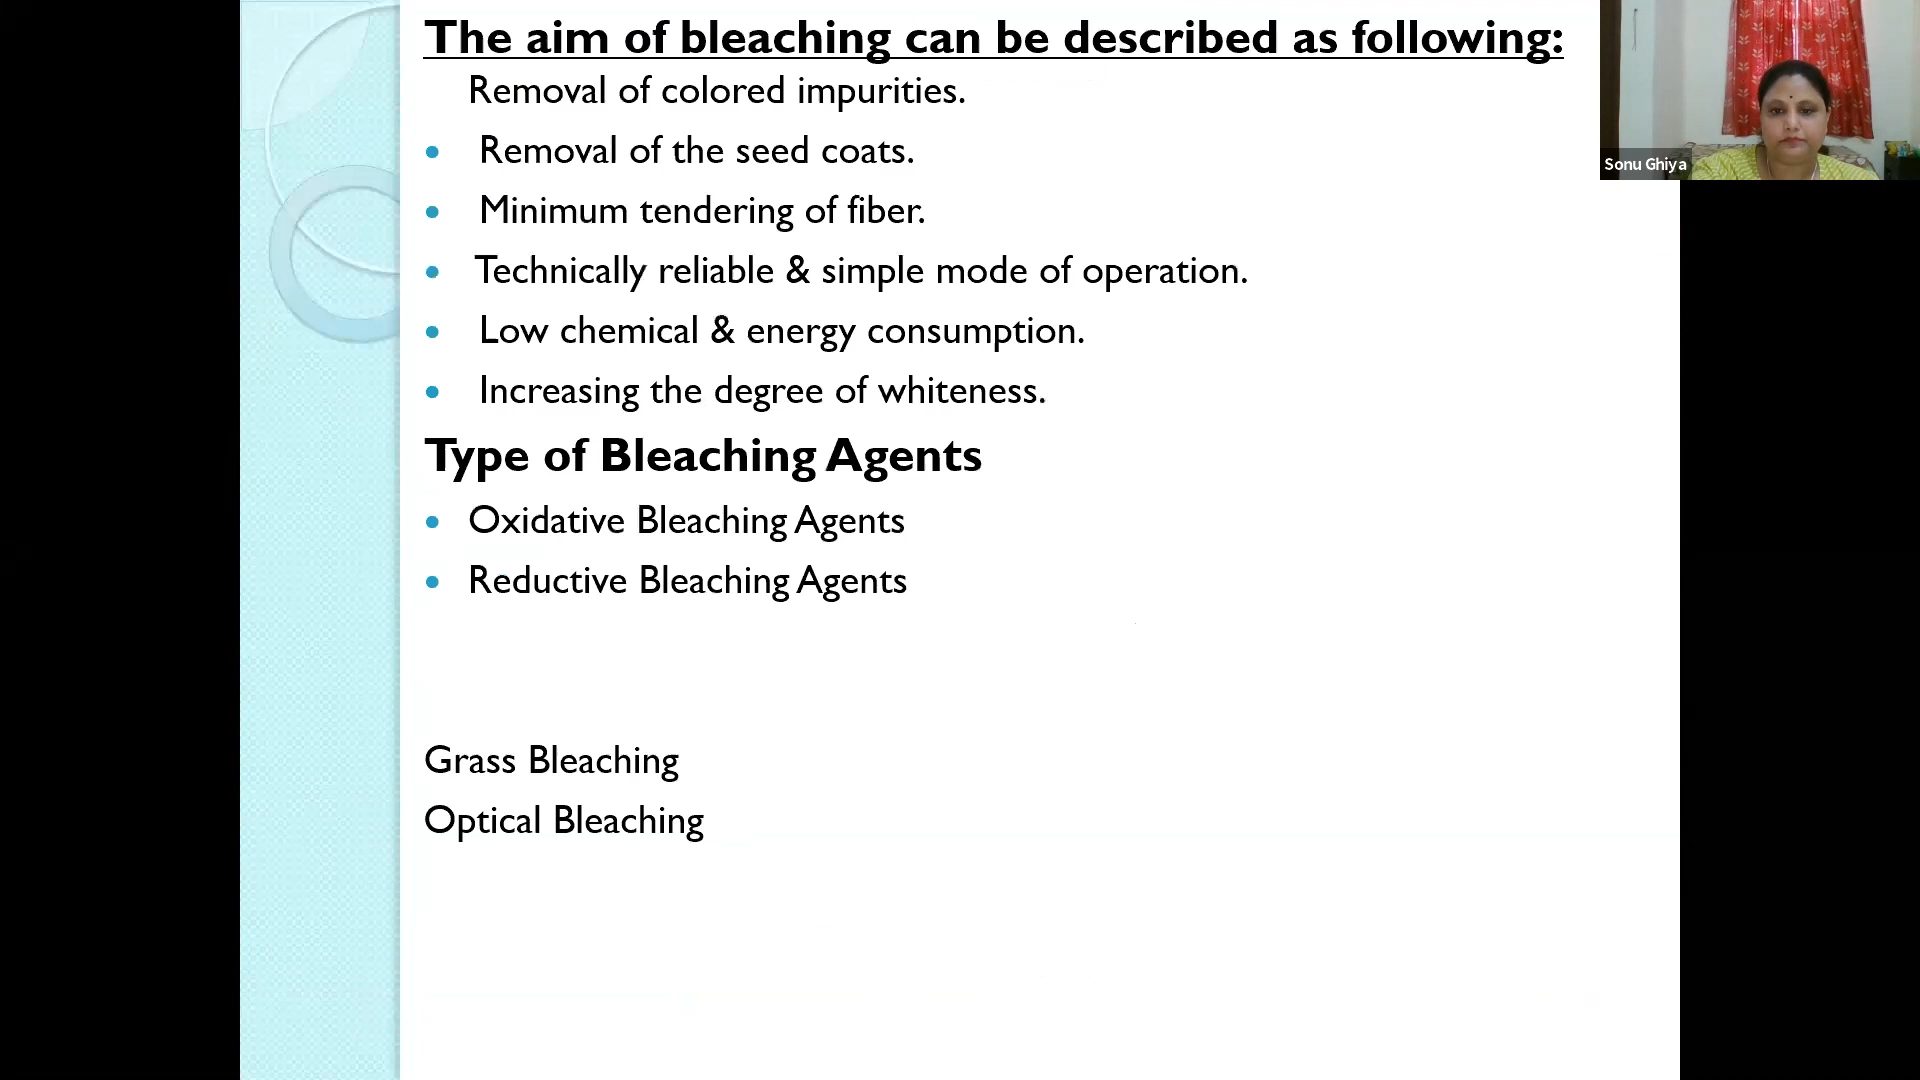 The aim of bleaching can be described as following:
Removal of colored impurities.
• Removal of the seed coats.
• Minimum tendering of fiber.
• Technically reliable & simple mode of operation.
• Low chemical & energy consumption.
• Increasing the degree of whiteness.
Type of Bleaching Agents
• Oxidative Bleaching Agents
• Reductive Bleaching Agents
Grass Bleaching
Optical Bleaching
Sonu Ghiya